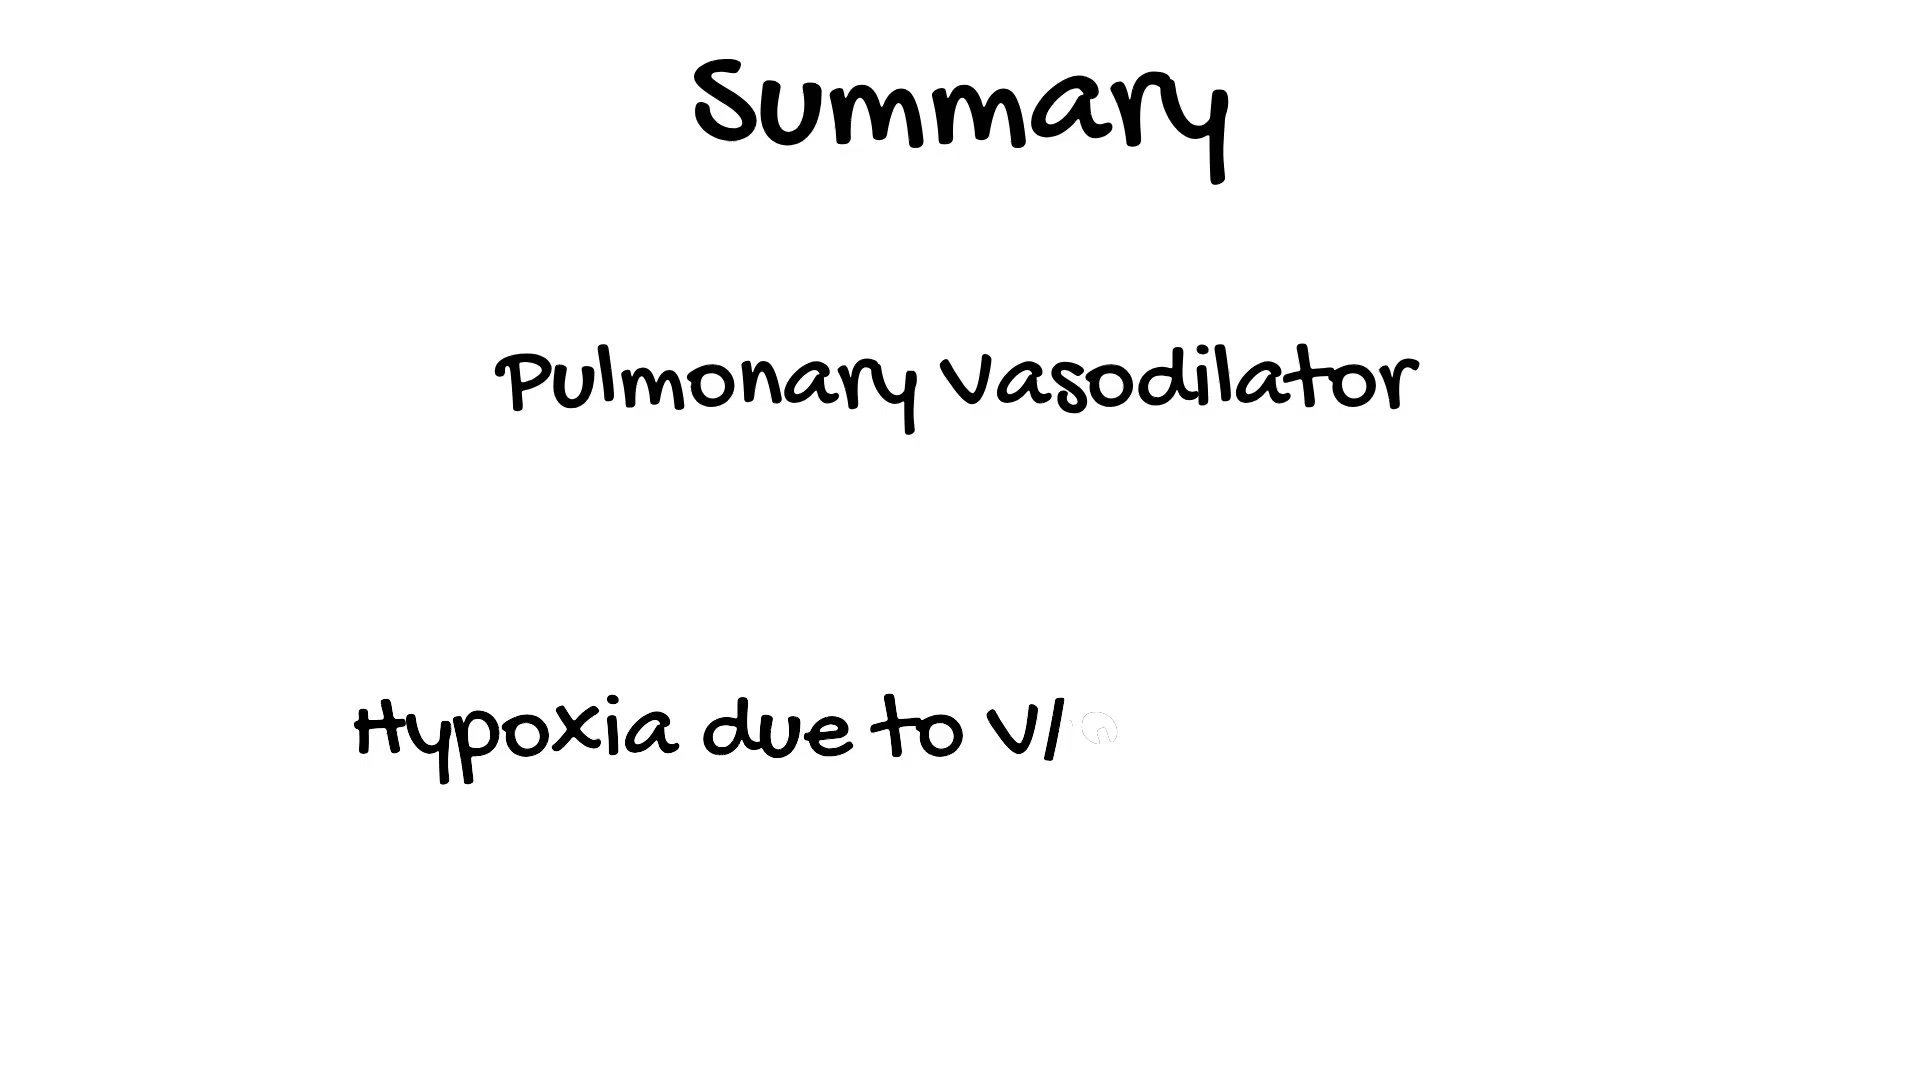 Summary
Pulmonary Vasodilator
Hypoxia due to V/